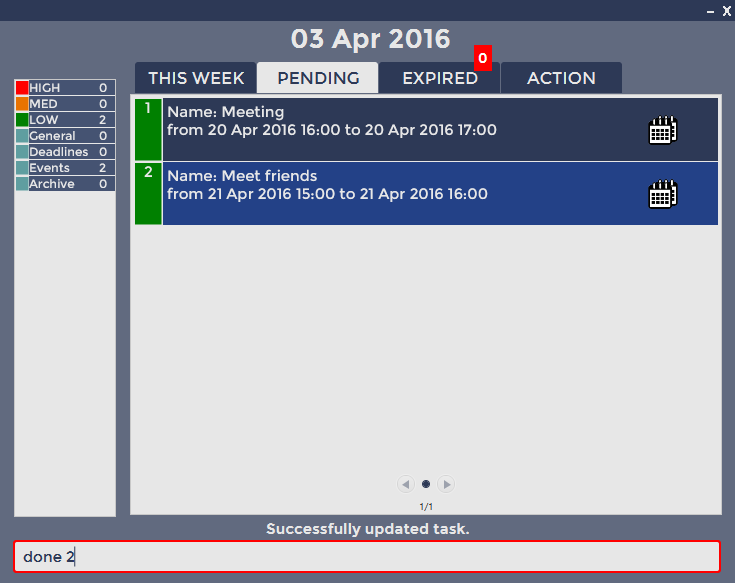 – X
03 Apr 2016
0
THIS WEEK PENDING EXPIRED ACTION
HIGH 0
MED 0
LOW 2
General 0
Deadlines 0
Events 2
Archive 0
1
Name: Meeting
from 20 Apr 2016 16:00 to 20 Apr 2016 17:00
2
Name: Meet friends
from 21 Apr 2016 15:00 to 21 Apr 2016 16:00
1/1
Successfully updated task.
done 2